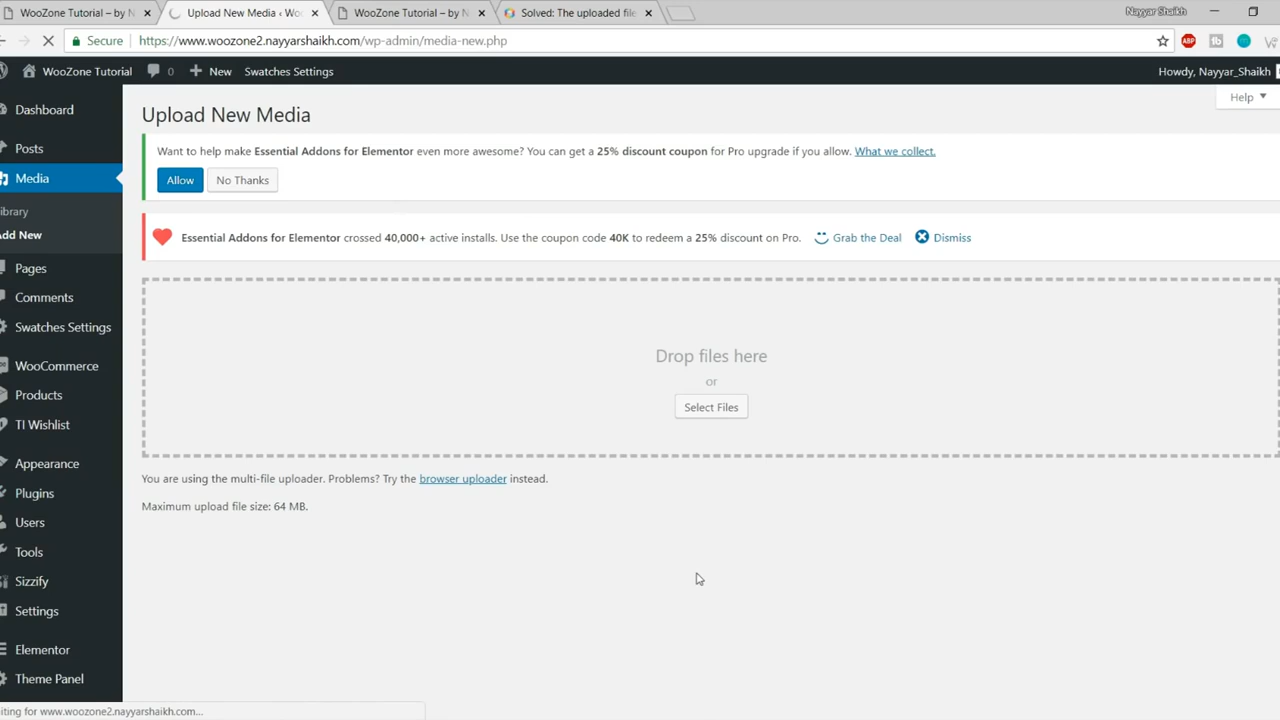 WooZone Tutorial – by N
Upload New Media ‹ Woo
WooZone Tutorial – by N
Solved: The uploaded file
Nayyar Shaikh
Secure
https://www.woozone2.nayyarshaikh.com/wp-admin/media-new.php
ABP
WooZone Tutorial
0
New
Swatches Settings
Howdy, Nayyar_Shaikh
Help
Dashboard
Posts
Media
ibrary
Add New
Pages
Comments
Swatches Settings
WooCommerce
Products
TI Wishlist
Appearance
Plugins
Users
Tools
Sizzify
Settings
Elementor
Theme Panel
Upload New Media
Want to help make Essential Addons for Elementor even more awesome? You can get a 25% discount coupon for Pro upgrade if you allow. What we collect.
Allow
No Thanks
Essential Addons for Elementor crossed 40,000+ active installs. Use the coupon code 40K to redeem a 25% discount on Pro.
Grab the Deal
Dismiss
Drop files here
or
Select Files
You are using the multi-file uploader. Problems? Try the browser uploader instead.
Maximum upload file size: 64 MB.
iting for www.woozone2.nayyarshaikh.com...